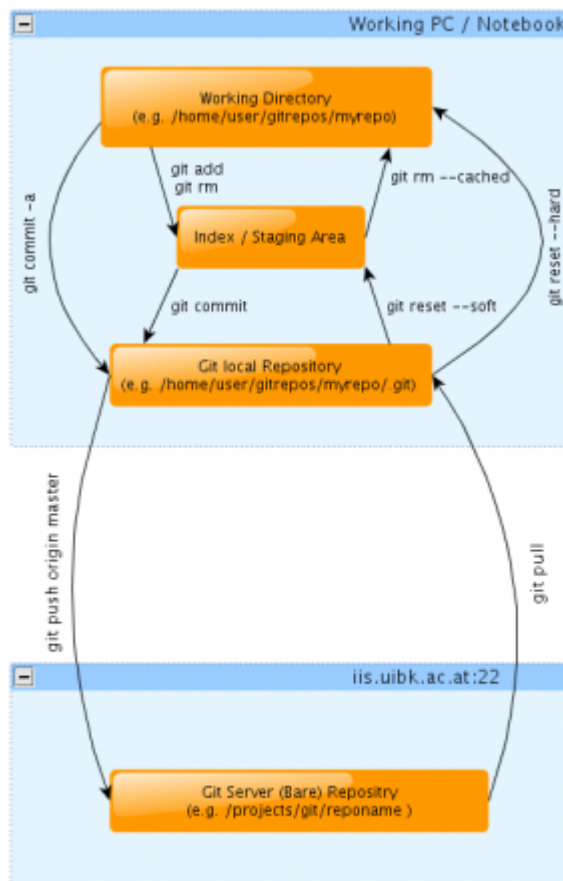 Working PC / Notebook
Working Directory
(e.g. /home/user/gitrepos/myrepo)
git add
git rm
git rm --cached
git commit -a
Index / Staging Area
git reset --hard
git commit
git reset --soft
Git local Repository
(e.g. /home/user/gitrepos/myrepo/.git)
git push origin master
git pull
iis.uibk.ac.at:22
Git Server (Bare) Repositry
(e.g. /projects/git/reponame )